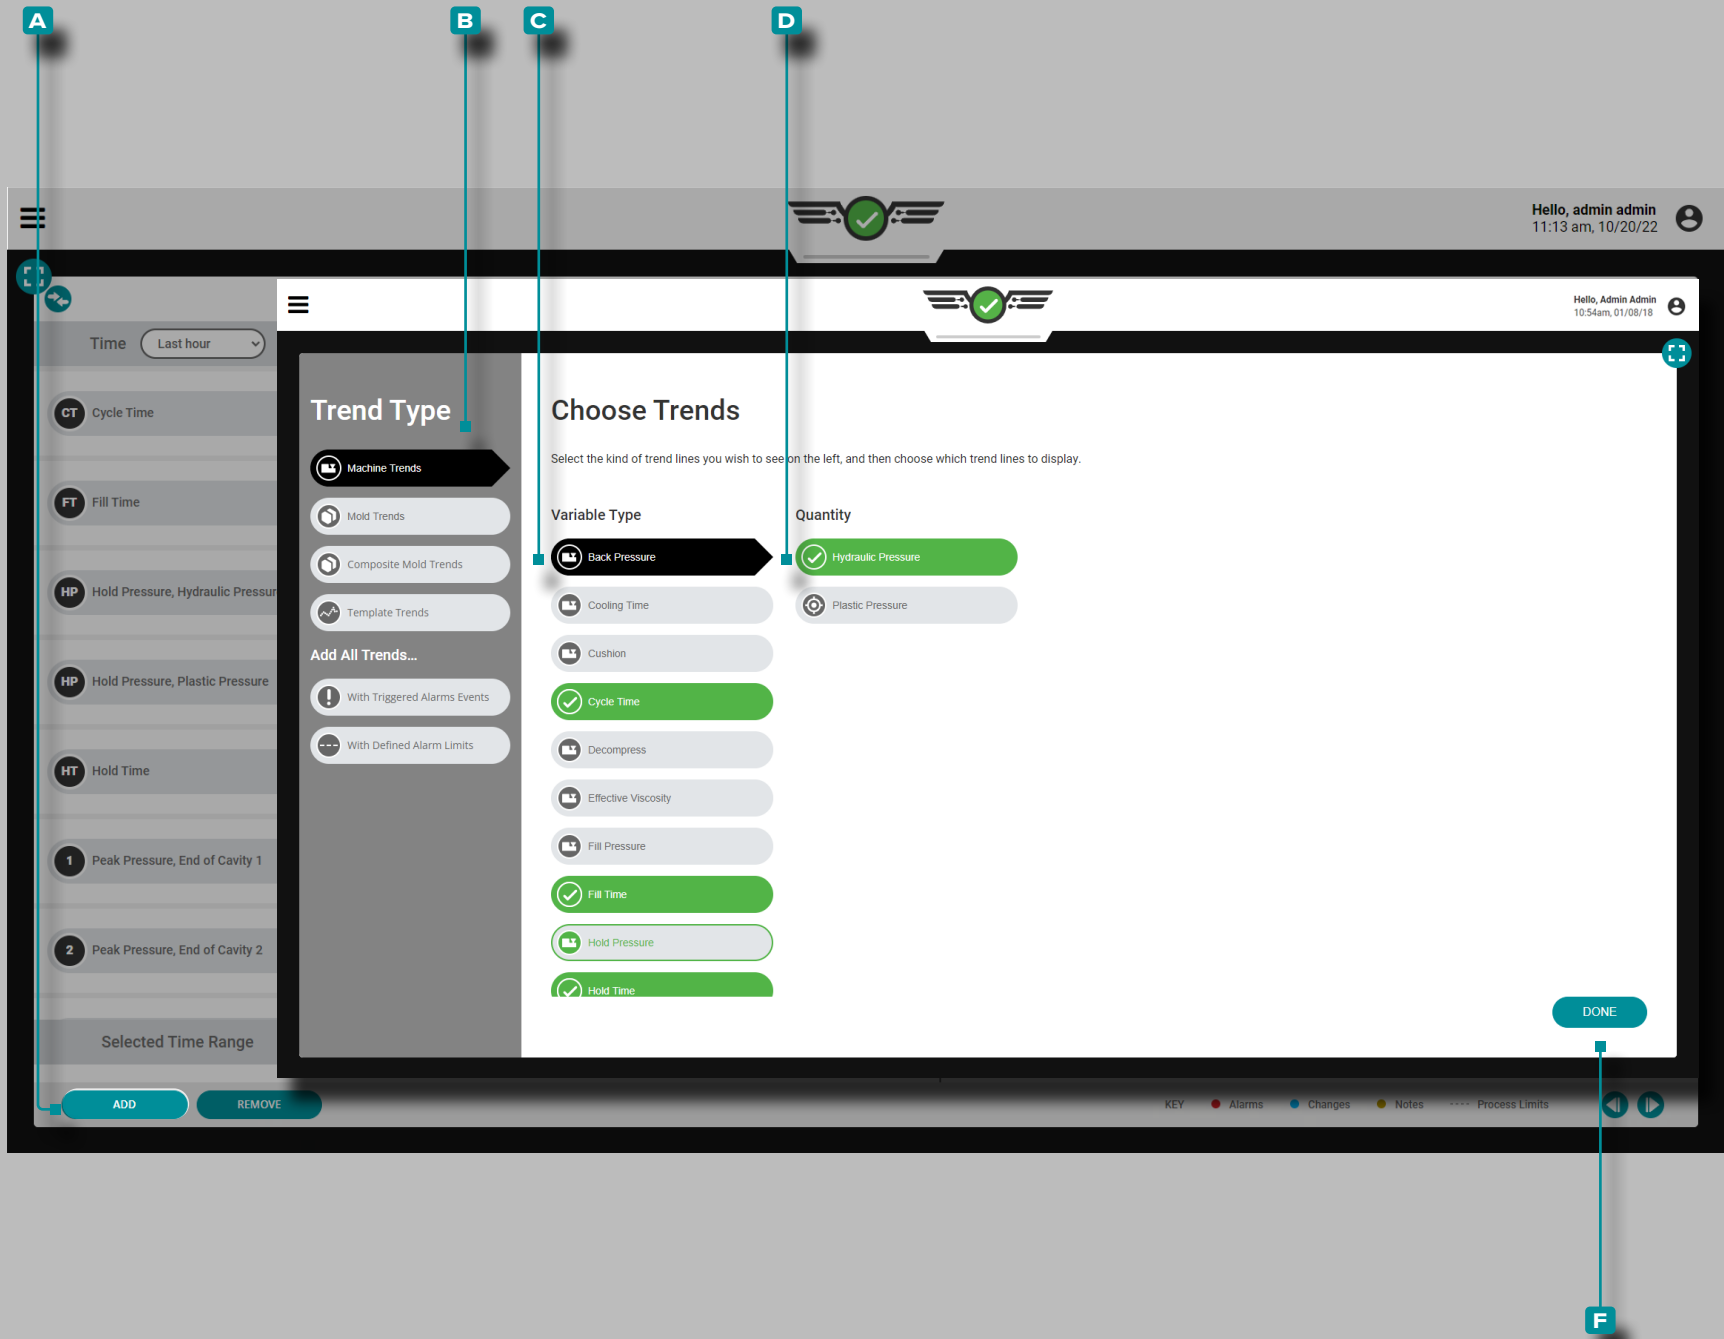 A
B
C
D
Hello, admin admin
11:13 am, 10/20/22
Hello, Admin Admin
10:54am, 01/08/18
Time
Last hour
CT Cycle Time
FT Fill Time
HP Hold Pressure, Hydraulic Pressur
HP Hold Pressure, Plastic Pressure
HT Hold Time
1 Peak Pressure, End of Cavity 1
2 Peak Pressure, End of Cavity 2
Selected Time Range
Trend Type
Machine Trends
Mold Trends
Composite Mold Trends
Template Trends
Add All Trends...
With Triggered Alarms Events
With Defined Alarm Limits
Choose Trends
Select the kind of trend lines you wish to see on the left, and then choose which trend lines to display.
Variable Type
Back Pressure
Cooling Time
Cushion
Cycle Time
Decompress
Effective Viscosity
Fill Pressure
Fill Time
Hold Pressure
Hold Time
Quantity
Hydraulic Pressure
Plastic Pressure
DONE
ADD
REMOVE
KEY
Alarms
Changes
Notes
Process Limits
F